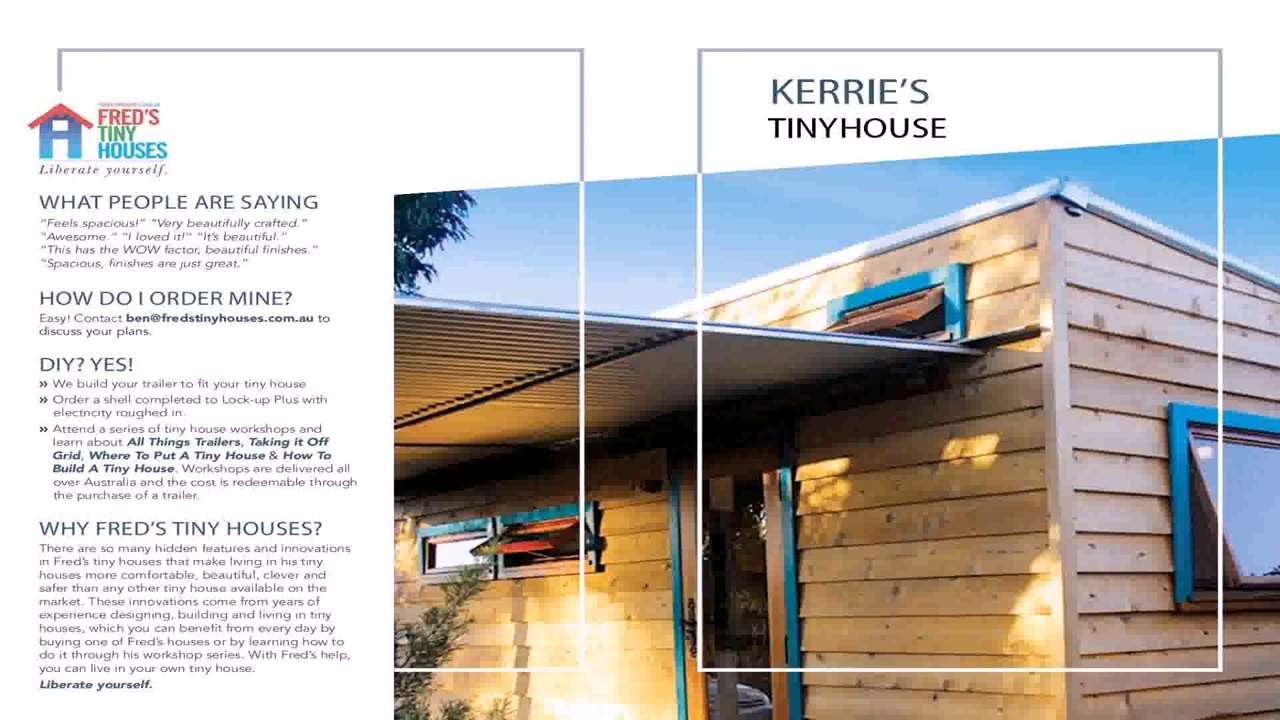 FRED'S
TINY
HOUSES
Liberate yourself.
WHAT PEOPLE ARE SAYING
"Feels spacious!" "Very beautifully crafted."
"Awesome." "I loved it!" "It's beautiful."
"This has the WOW factor, beautiful finishes."
"Spacious, finishes are just great."
HOW DO I ORDER MINE?
Easy! Contact ben@fredstinyhouses.com.au to
discuss your plans.
DIY? YES!
» We build your trailer to fit your tiny house
» Order a shell completed to Lock-up Plus with
electricity roughed in.
» Attend a series of tiny house workshops and
learn about All Things Trailers, Taking it Off
Grid, Where To Put A Tiny House & How To
Build A Tiny House. Workshops are delivered all
over Australia and the cost is redeemable through
the purchase of a trailer.
WHY FRED'S TINY HOUSES?
There are so many hidden features and innovations
in Fred's tiny houses that make living in his tiny
houses more comfortable, beautiful, clever and
safer than any other tiny house available on the
market. These innovations come from years of
experience designing, building and living in tiny
houses, which you can benefit from every day by
buying one of Fred's houses or by learning how to
do it through his workshop series. With Fred's help,
you can live in your own tiny house.
Liberate yourself.
KERRIE'S
TINYHOUSE